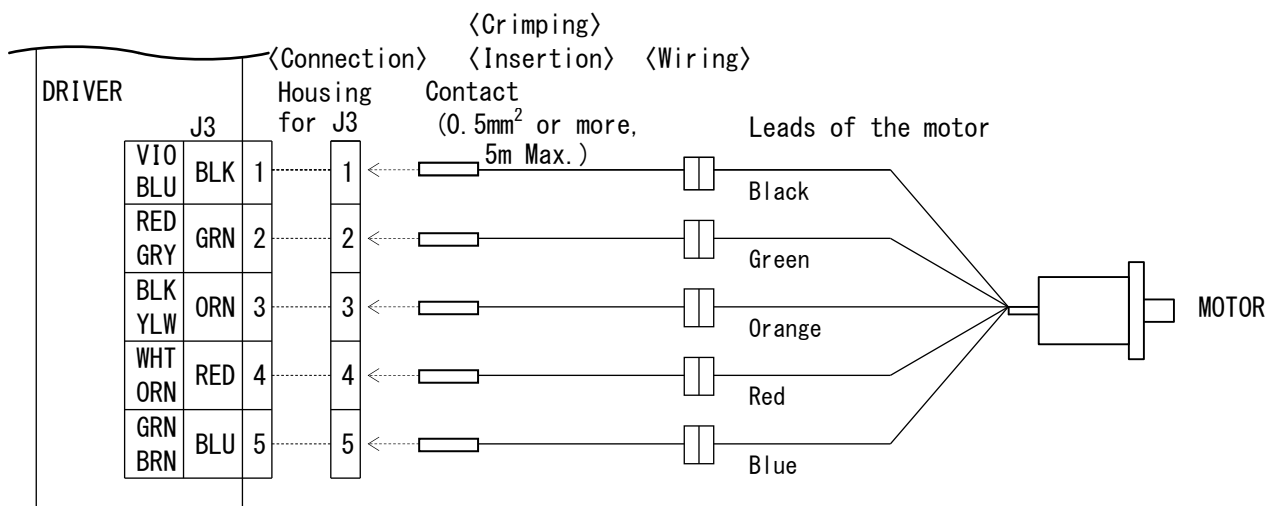 〈Crimping〉
〈Connection〉 〈Insertion〉 〈Wiring〉
DRIVER
Housing
for J3
Contact
(0.5mm² or more,
5m Max.)
Leads of the motor
J3
VIO
BLU
BLK 1
1
Black
RED
GRY
GRN 2
2
Green
BLK
YLW
ORN 3
3
Orange
MOTOR
WHT
ORN
RED 4
4
Red
GRN
BRN
BLU 5
5
Blue